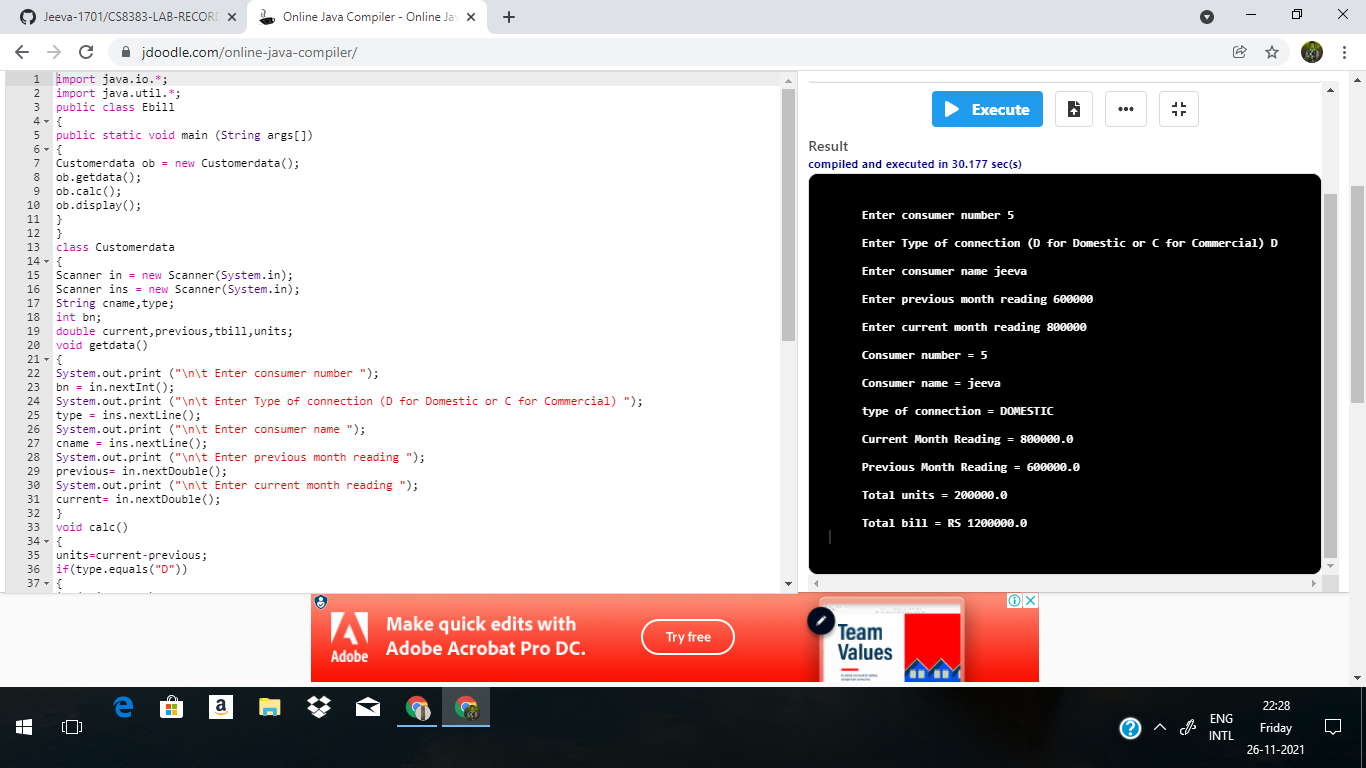 Jeeva-1701/CS8383-LAB-RECORD
Online Java Compiler - Online Jav
jdoodle.com/online-java-compiler/
1 import java.io.*;
2 import java.util.*;
3 public class Ebill
4 {
5 public static void main (String args[])
6 {
7 Customerdata ob = new Customerdata();
8 ob.getdata();
9 ob.calc();
10 ob.display();
11 }
12 }
13 class Customerdata
14 {
15 Scanner in = new Scanner(System.in);
16 Scanner ins = new Scanner(System.in);
17 String cname,type;
18 int bn;
19 double current,previous,tbill,units;
20 void getdata()
21 {
22 System.out.print ("\n\t Enter consumer number ");
23 bn = in.nextInt();
24 System.out.print ("\n\t Enter Type of connection (D for Domestic or C for Commercial) ");
25 type = ins.nextLine();
26 System.out.print ("\n\t Enter consumer name ");
27 cname = ins.nextLine();
28 System.out.print ("\n\t Enter previous month reading ");
29 previous= in.nextDouble();
30 System.out.print ("\n\t Enter current month reading ");
31 current= in.nextDouble();
32 }
33 void calc()
34 {
35 units=current-previous;
36 if(type.equals("D"))
37 {
Execute
Result
compiled and executed in 30.177 sec(s)
Enter consumer number 5
Enter Type of connection (D for Domestic or C for Commercial) D
Enter consumer name jeeva
Enter previous month reading 600000
Enter current month reading 800000
Consumer number = 5
Consumer name = jeeva
type of connection = DOMESTIC
Current Month Reading = 800000.0
Previous Month Reading = 600000.0
Total units = 200000.0
Total bill = RS 1200000.0
Adobe
Make quick edits with
Adobe Acrobat Pro DC.
Try free
Team
Values
ENG
INTL
22:28
Friday
26-11-2021